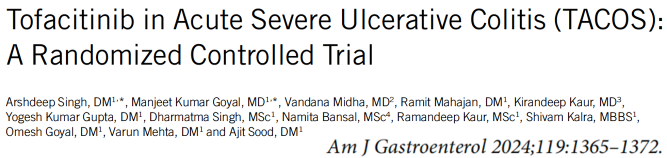 Tofacitinib in Acute Severe Ulcerative Colitis (TACOS):
A Randomized Controlled Trial
Arshdeep Singh, DM¹,*, Manjeet Kumar Goyal, MD¹,*, Vandana Midha, MD², Ramit Mahajan, DM¹, Kirandeep Kaur, MD³,
Yogesh Kumar Gupta, DM¹, Dharmatma Singh, MSc¹, Namita Bansal, MSc⁴, Ramandeep Kaur, MSc¹, Shivam Kalra, MBBS¹,
Omesh Goyal, DM¹, Varun Mehta, DM¹ and Ajit Sood, DM¹
Am J Gastroenterol 2024;119:1365–1372.